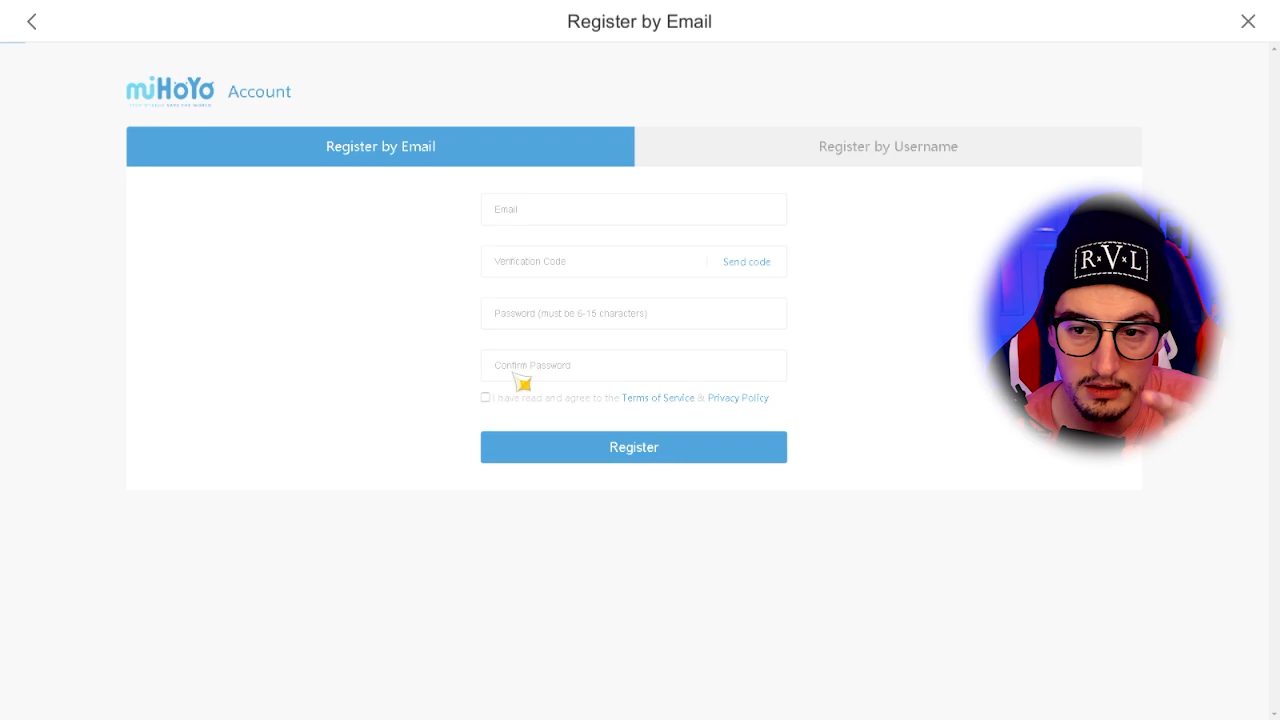 Register by Email
miHoYo Account
Register by Email
Register by Username
Email
Verification Code
Send code
Password (must be 6-15 characters)
Confirm Password
I have read and agree to the Terms of Service & Privacy Policy
Register
R×V×L